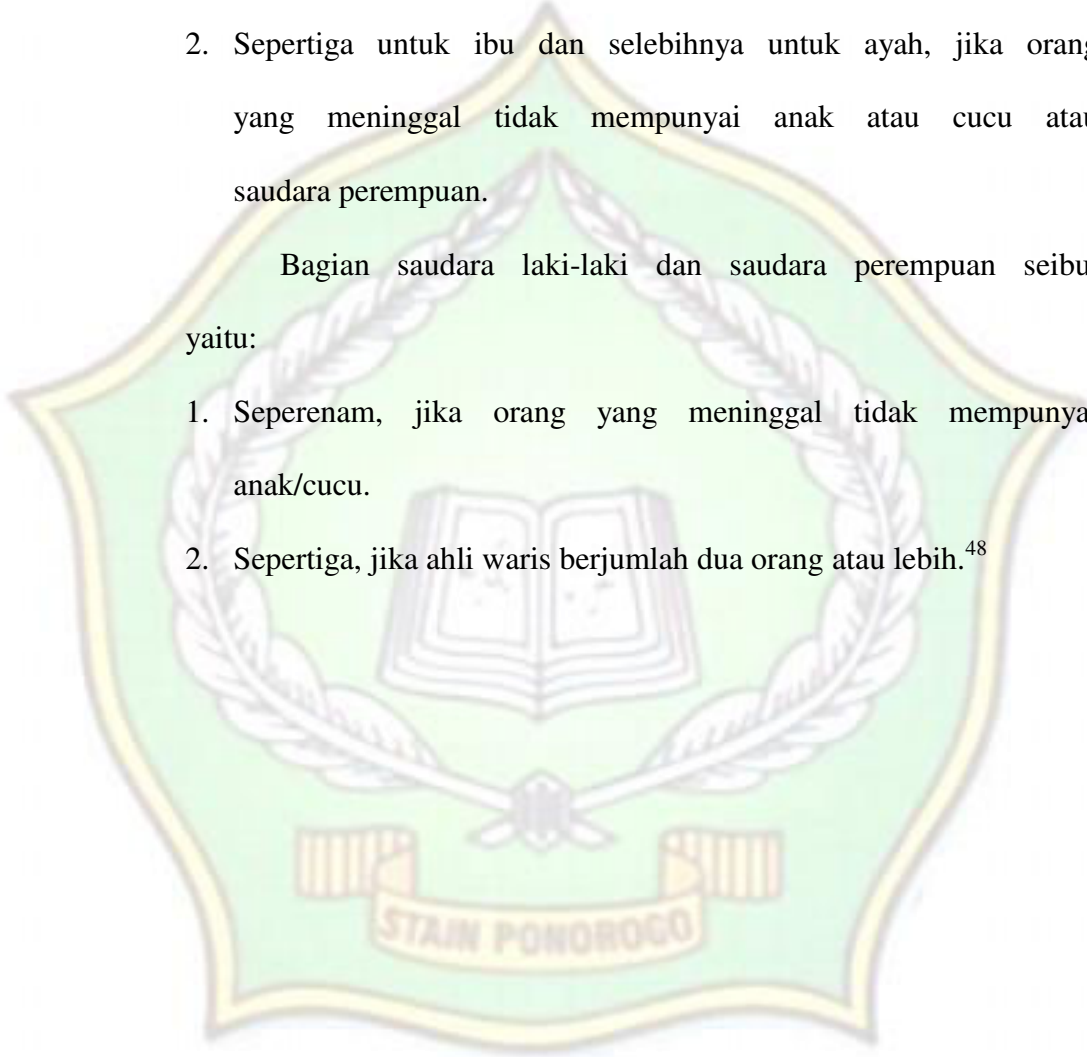 2. Sepertiga untuk ibu dan selebihnya untuk ayah, jika orang
yang meninggal tidak mempunyai anak atau cucu atau
saudara perempuan.
Bagian saudara laki-laki dan saudara perempuan seibu
yaitu:
1. Seperenam, jika orang yang meninggal tidak mempunya
anak/cucu.
2. Sepertiga, jika ahli waris berjumlah dua orang atau lebih.48
STAIN PONOROGO